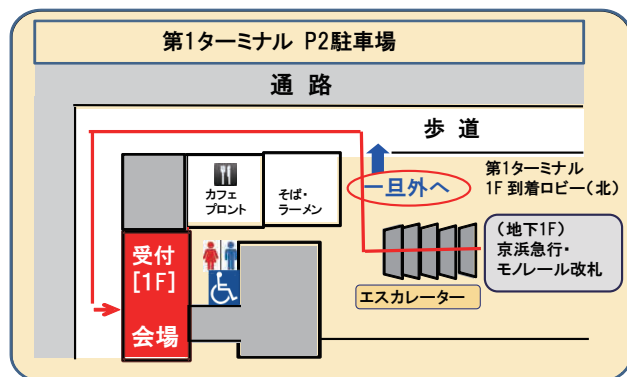 第1ターミナル P2駐車場
通 路
歩 道
一旦外へ
第1ターミナル
1F 到着ロビー(北)
カフェ
プロント
そば・
ラーメン
(地下1F)
京浜急行・
モノレール改札
エスカレーター
受付
[1F]
会場